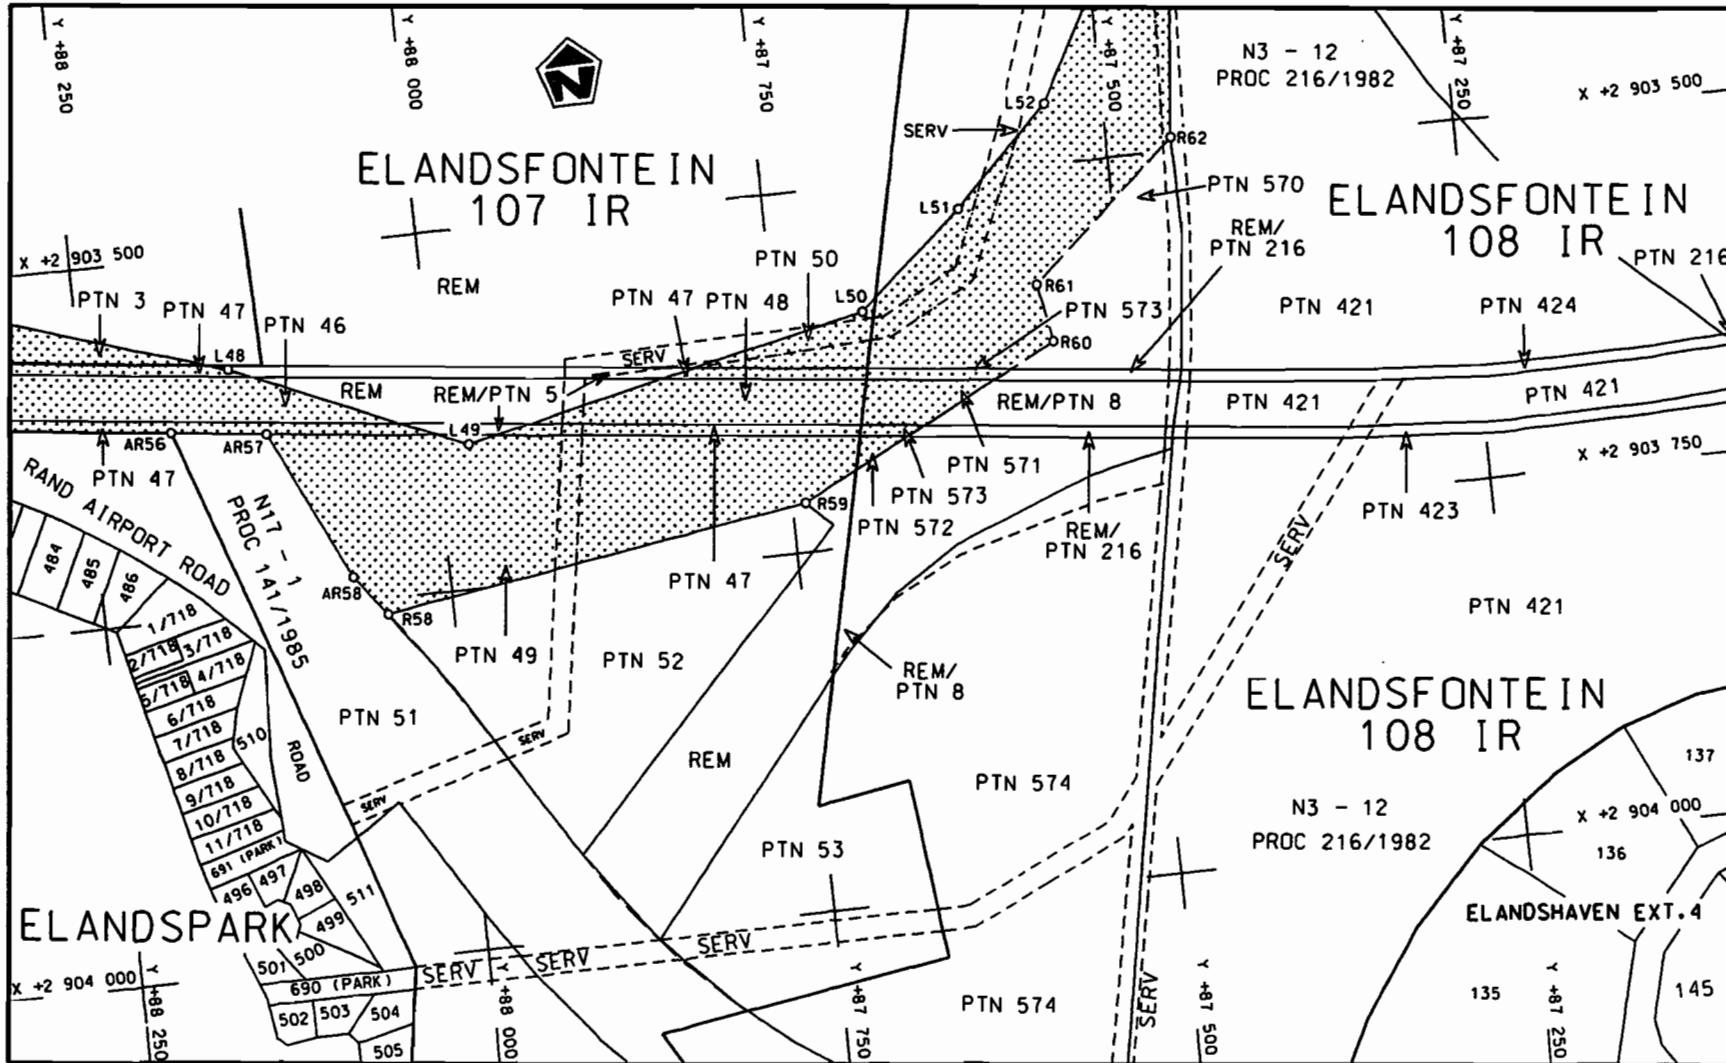 Y +88 250
Y +88 000
Y +87 750
Y +87 500
Y +87 250
N
N3 - 12
PROC 216/1982
X +2 903 500
L52
SERV
R62
ELANDSFONTEIN
107 IR
PTN 570
ELANDSFONTEIN
108 IR
L51
REM/
PTN 216
X +2 903 500
PTN 50
PTN 216
REM
R61
PTN 3
PTN 47
PTN 46
PTN 47
PTN 48
L50
PTN 573
PTN 421
PTN 424
R60
L48
SERV
REM
REM/PTN 5
REM/PTN 8
PTN 421
PTN 421
L49
AR56
AR57
PTN 47
PTN 571
X +2 903 750
RAND AIRPORT ROAD
N17 - 1
PROC 141/1985
R59
PTN 573
PTN 572
PTN 423
REM/
PTN 216
SERV
484
485
486
PTN 47
AR58
R58
1/718
2/718
3/718
4/718
5/718
6/718
7/718
8/718
9/718
10/718
11/718
691 (PARK)
510
ROAD
PTN 49
PTN 52
REM/
PTN 8
PTN 421
PTN 51
SERV
SERV
REM
PTN 574
ELANDSFONTEIN
108 IR
137
N3 - 12
PROC 216/1982
X +2 904 000
136
PTN 53
496
497
498
499
511
ELANDSPARK
500
501
ELANDSHAVEN EXT.4
SERV
SERV
SERV
SERV
X +2 904 000
690 (PARK)
502
503
504
505
PTN 574
135
145
Y +88 250
Y +88 000
Y +87 750
Y +87 500
Y +87 250